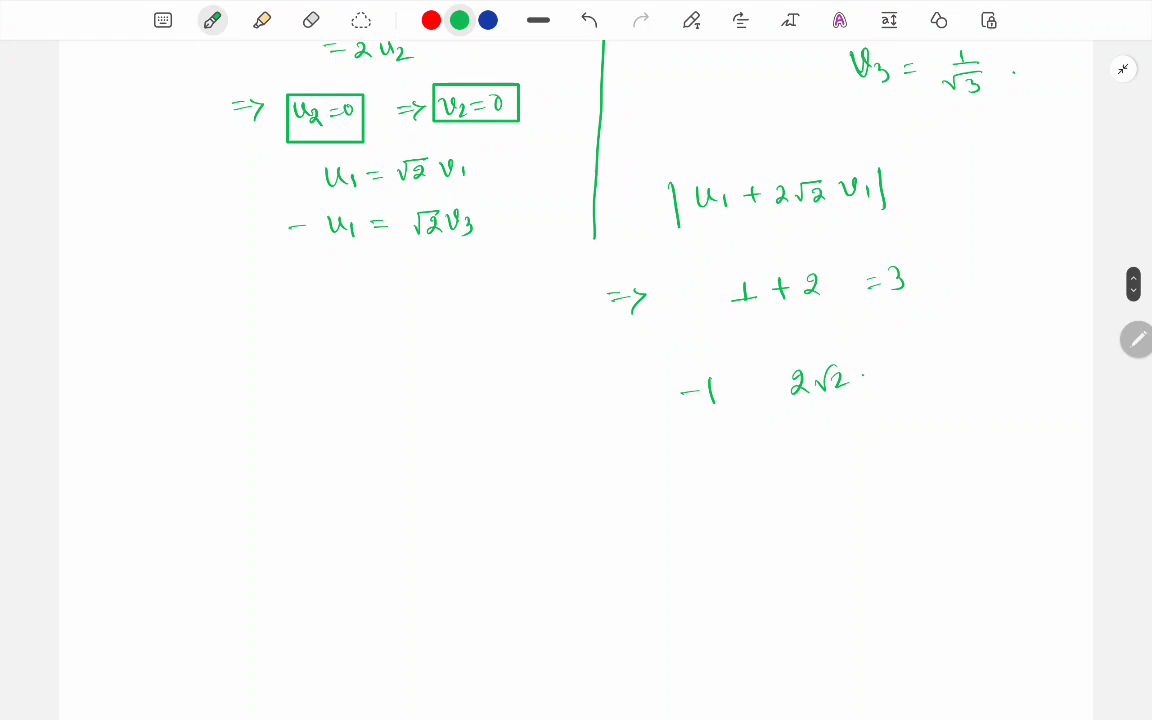 = 2 u₂
=> u₂ = 0 => v₂ = 0
u₁ = √2 v₁
- u₁ = √2 v₃
v₃ = 1/√3 .
|u₁ + 2√2 v₁|
=> 1 + 2 = 3
-1 2√2 .